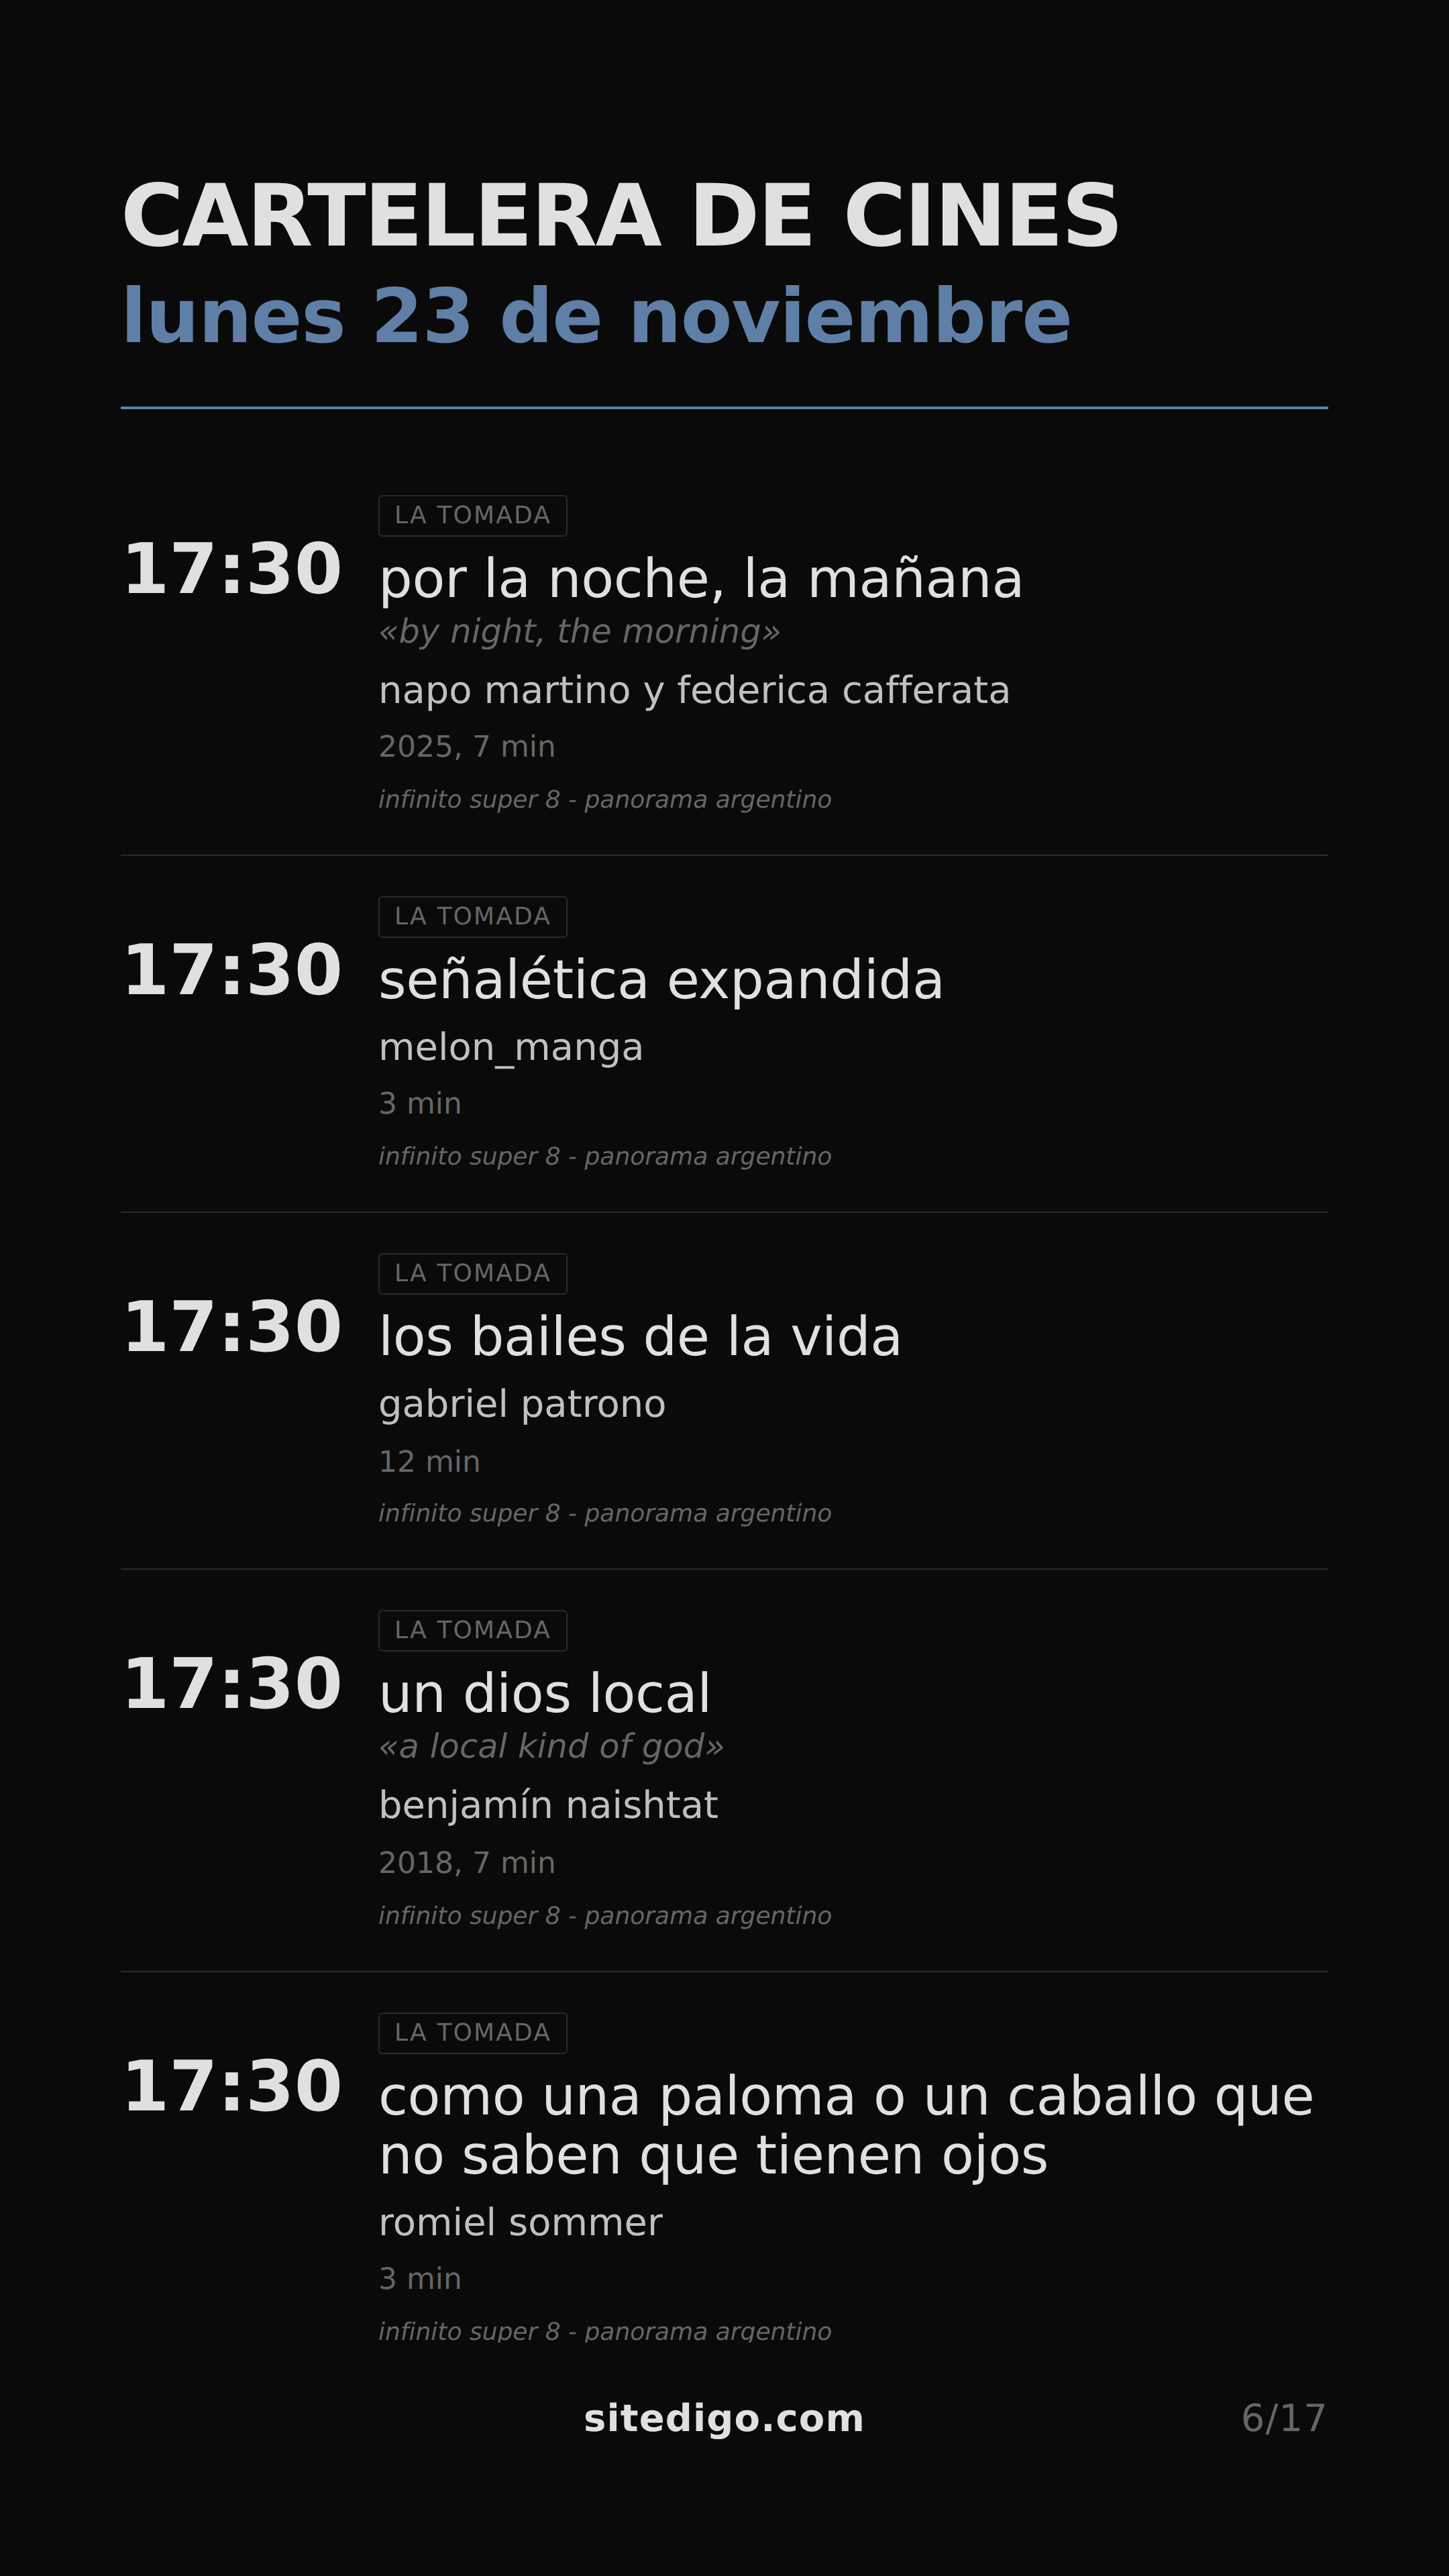 CARTELERA DE CINES
lunes 23 de noviembre
LA TOMADA
17:30
por la noche, la mañana
«by night, the morning»
napo martino y federica cafferata
2025, 7 min
infinito super 8 - panorama argentino
LA TOMADA
17:30
señalética expandida
melon_manga
3 min
infinito super 8 - panorama argentino
LA TOMADA
17:30
los bailes de la vida
gabriel patrono
12 min
infinito super 8 - panorama argentino
LA TOMADA
17:30
un dios local
«a local kind of god»
benjamín naishtat
2018, 7 min
infinito super 8 - panorama argentino
LA TOMADA
17:30
como una paloma o un caballo que
no saben que tienen ojos
romiel sommer
3 min
infinito super 8 - panorama argentino
sitedigo.com
6/17